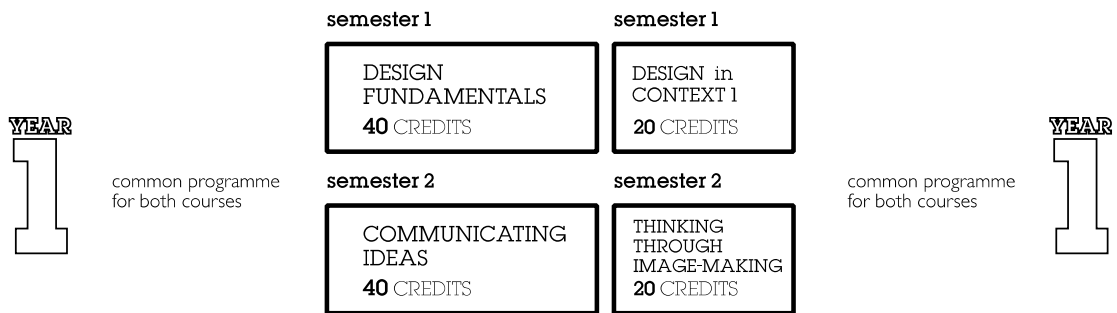 semester 1
DESIGN
FUNDAMENTALS
40 CREDITS
semester 1
DESIGN in
CONTEXT 1
20 CREDITS
YEAR
1
common programme
for both courses
semester 2
COMMUNICATING
IDEAS
40 CREDITS
semester 2
THINKING
THROUGH
IMAGE-MAKING
20 CREDITS
common programme
for both courses
YEAR
1